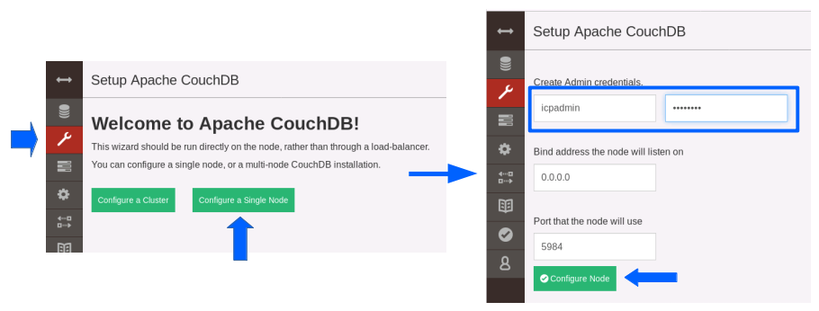 Setup Apache CouchDB
Welcome to Apache CouchDB!
This wizard should be run directly on the node, rather than through a load-balancer.
You can configure a single node, or a multi-node CouchDB installation.
Configure a Cluster
Configure a Single Node
Setup Apache CouchDB
Create Admin credentials.
icpadmin ••••••••
Bind address the node will listen on
0.0.0.0
Port that the node will use
5984
Configure Node